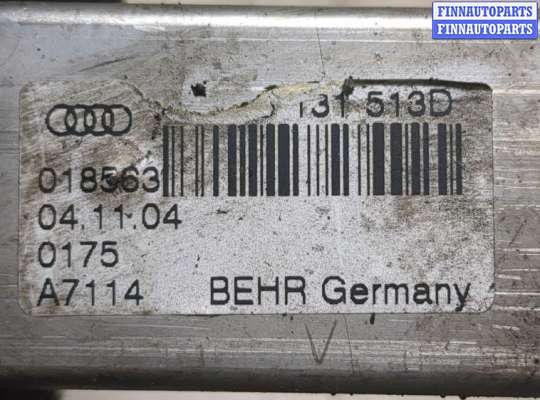 FINNAUTOPARTS
FINNAUTOPARTS
131 513D
018563
04.11.04
0175
A7114
BEHR Germany
V